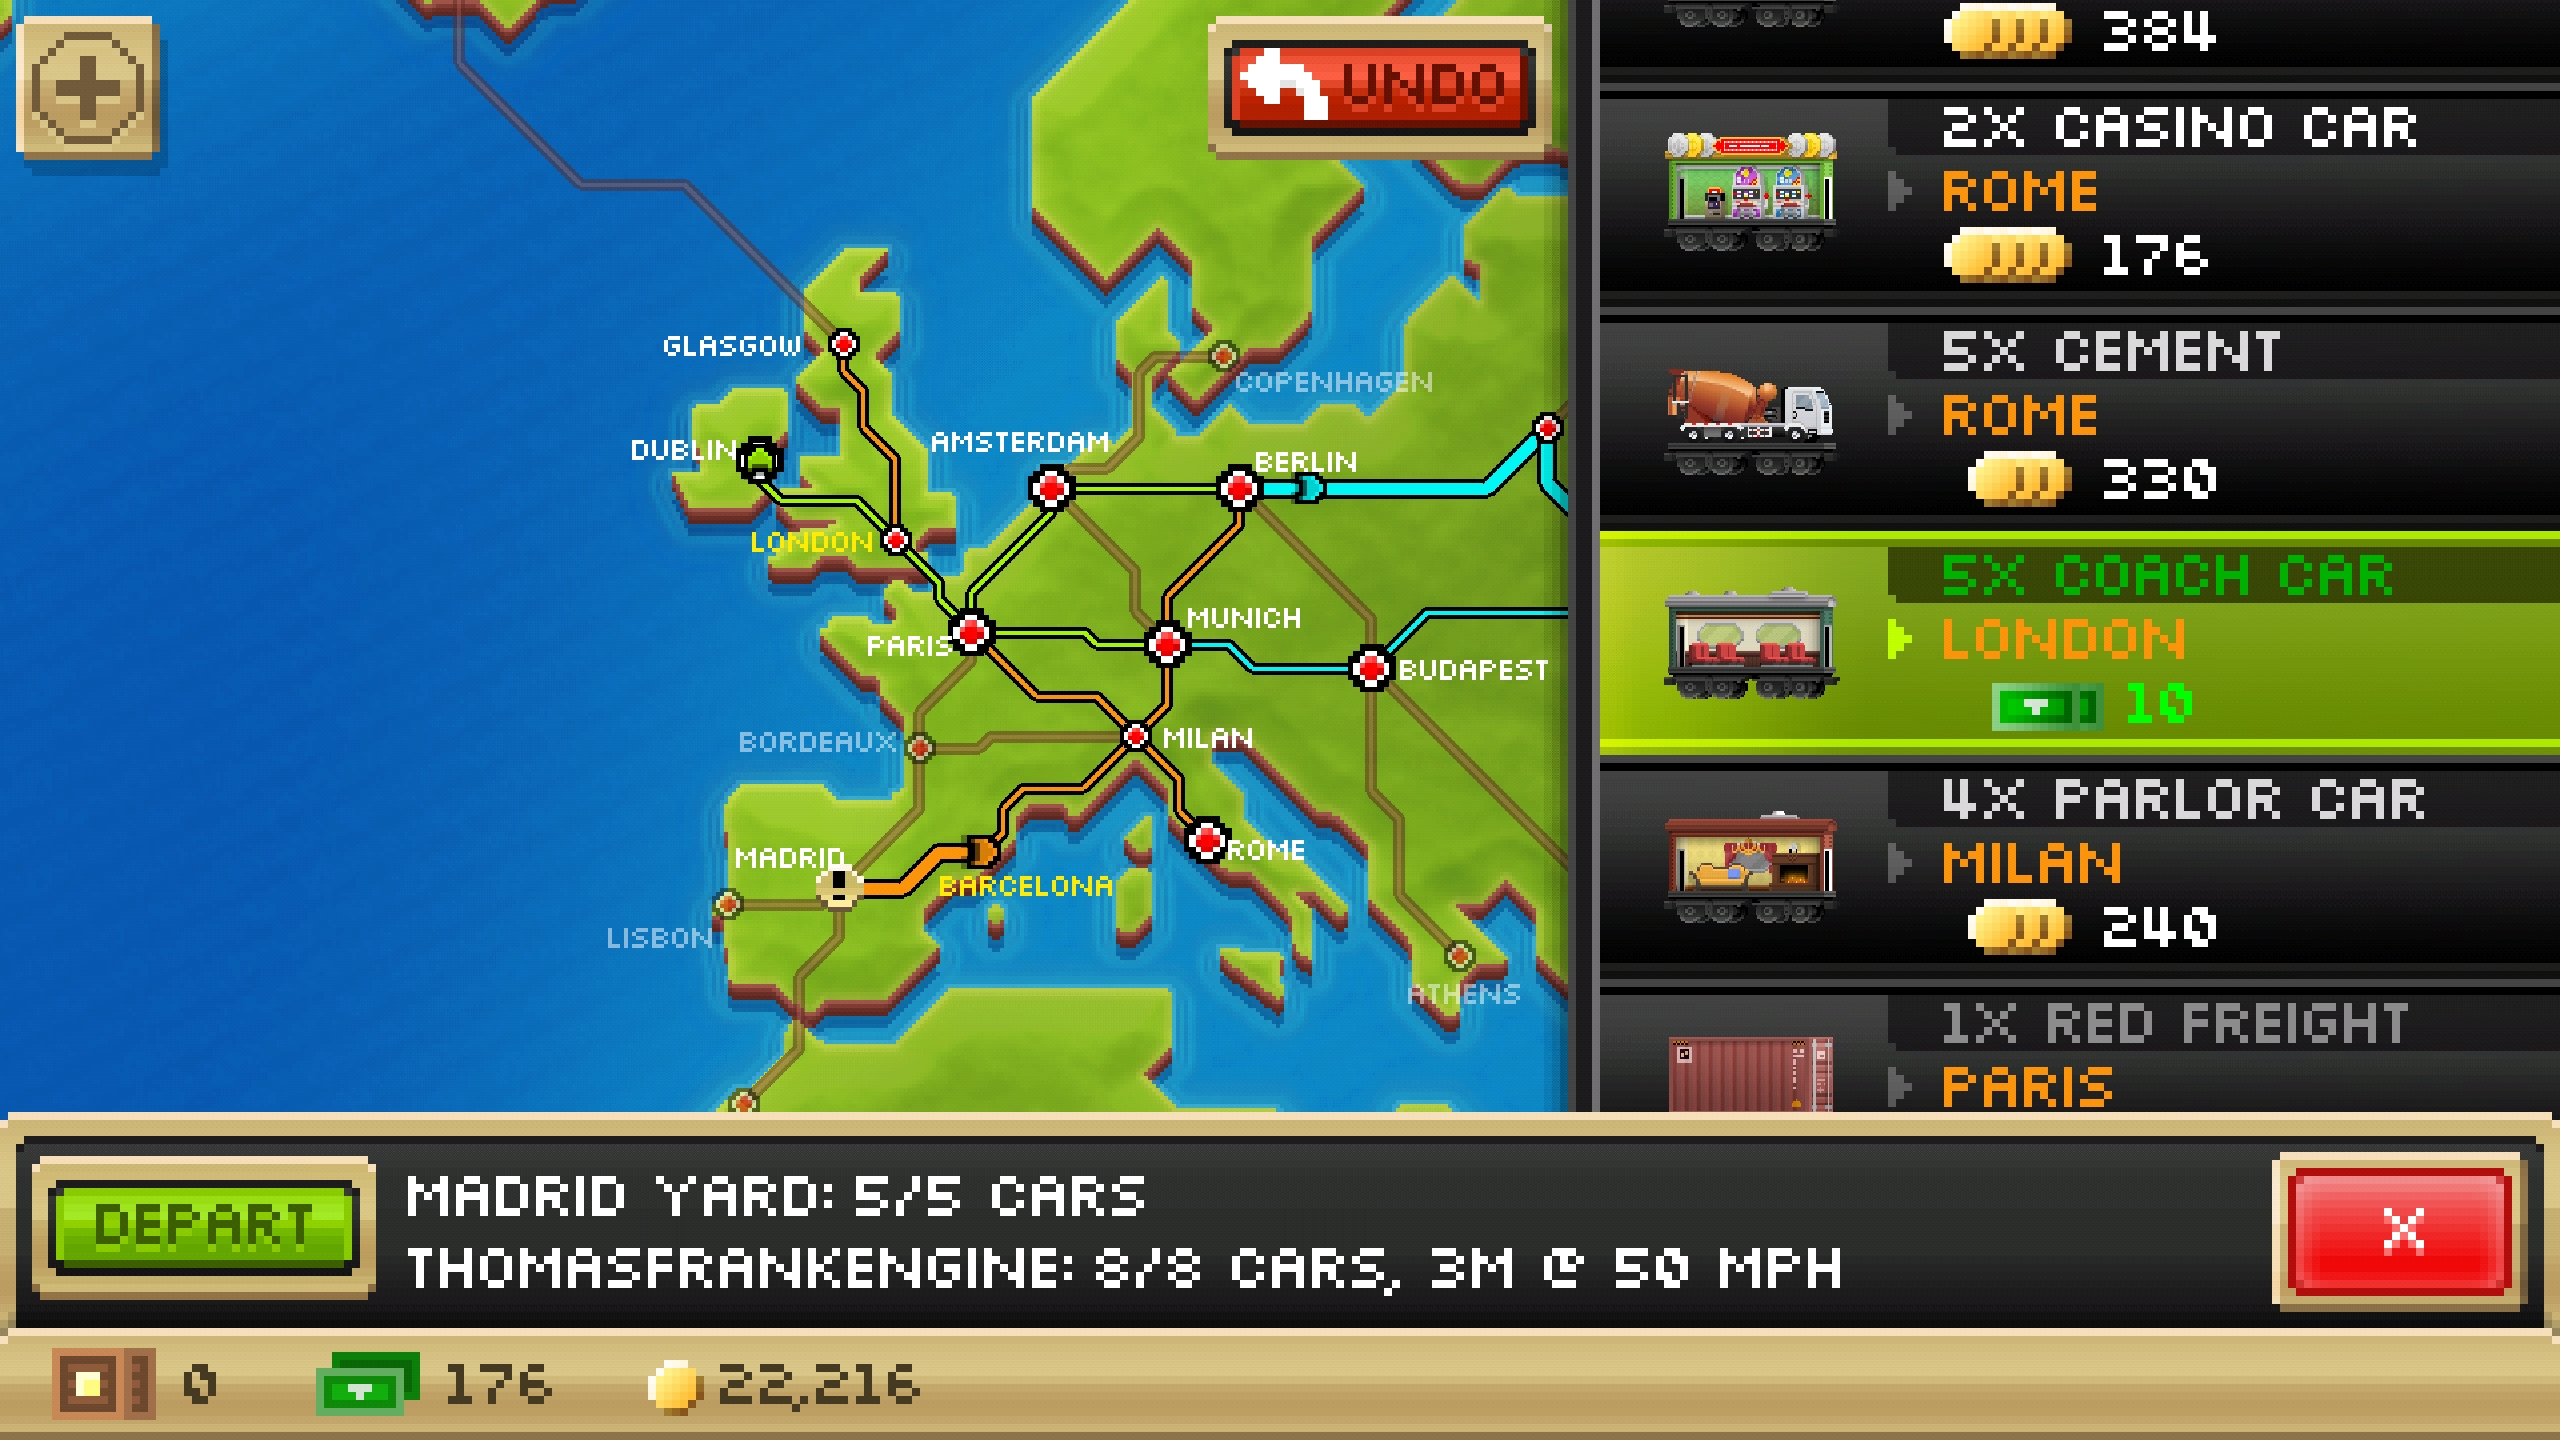 UNDO
GLASGOW
COPENHAGEN
DUBLIN
AMSTERDAM
BERLIN
LONDON
MUNICH
PARIS
BUDAPEST
BORDEAUX
MILAN
MADRID
ROME
BARCELONA
LISBON
ATHENS
384
2X CASINO CAR
ROME
176
5X CEMENT
ROME
330
5X COACH CAR
LONDON
10
4X PARLOR CAR
MILAN
240
1X RED FREIGHT
PARIS
DEPART
MADRID YARD: 5/5 CARS
THOMASFRANKENGINE: 8/8 CARS, 3M @ 50 MPH
X
0
176
22,216